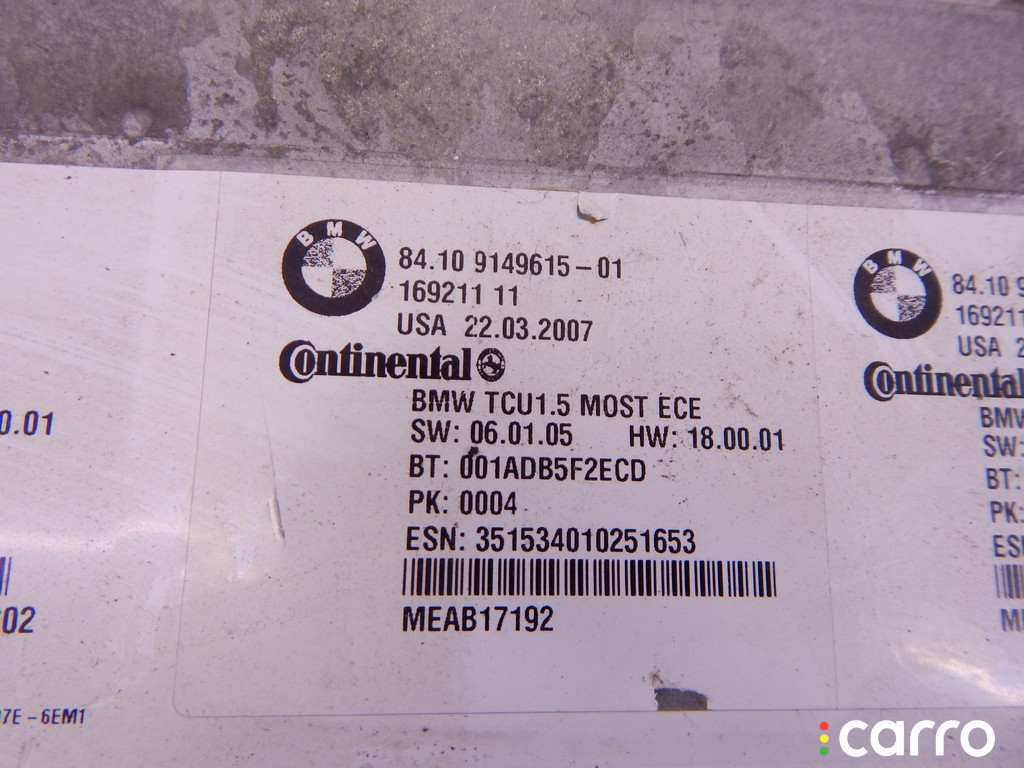 0.01
02
7E - 6EM1
BMW
84.10 9149615-01
169211 11
USA 22.03.2007
Continental
BMW TCU1.5 MOST ECE
SW: 06.01.05 HW: 18.00.01
BT: 001ADB5F2ECD
PK: 0004
ESN: 351534010251653
MEAB17192
BMW
84.10 9
169211
USA 2
Continental
BMW
SW:
BT:
PK:
ES
M
carro